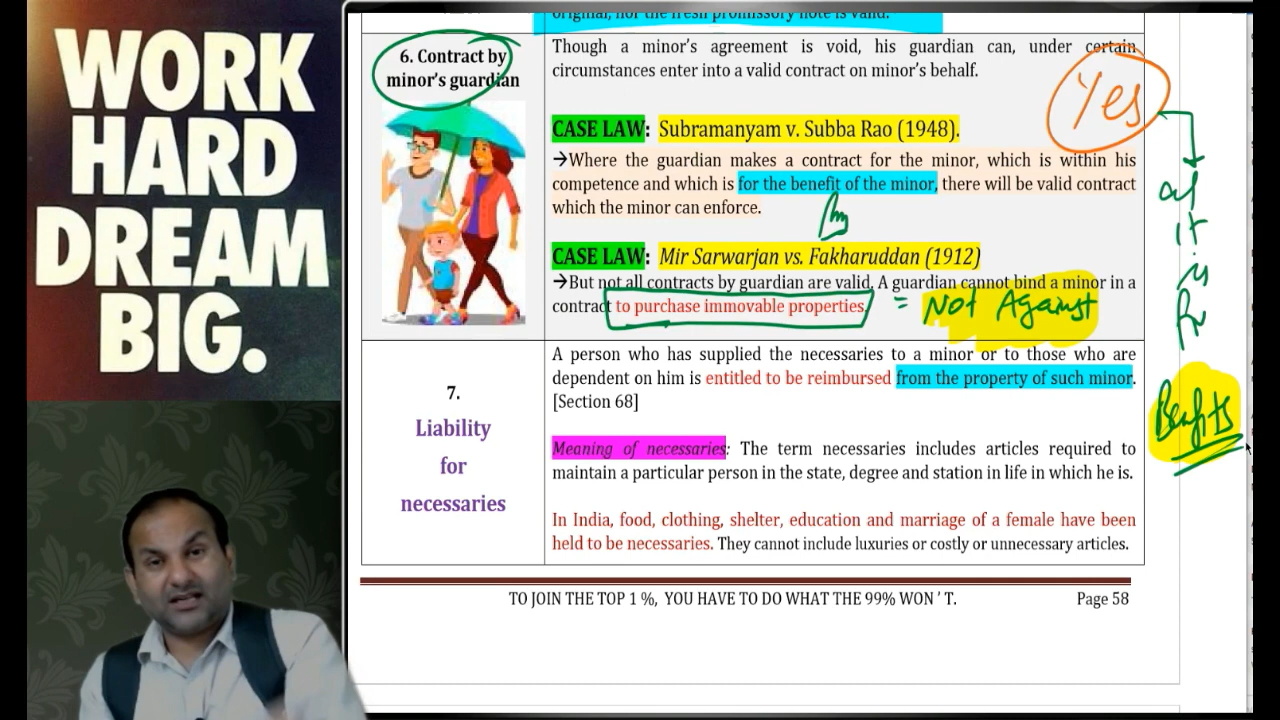 WORK
HARD
DREAM
BIG.
original, nor the fresh promissory note is valid.
6. Contract by
minor's guardian
Though a minor's agreement is void, his guardian can, under certain
circumstances enter into a valid contract on minor's behalf.
Yes
CASE LAW: Subramanyam v. Subba Rao (1948).
→Where the guardian makes a contract for the minor, which is within his
competence and which is for the benefit of the minor, there will be valid contract
which the minor can enforce.
CASE LAW: Mir Sarwarjan vs. Fakharuddan (1912)
→But not all contracts by guardian are valid. A guardian cannot bind a minor in a
contract to purchase immovable properties.
= Not Against
it is for
Benefits
7.
Liability
for
necessaries
A person who has supplied the necessaries to a minor or to those who are
dependent on him is entitled to be reimbursed from the property of such minor.
[Section 68]
Meaning of necessaries: The term necessaries includes articles required to
maintain a particular person in the state, degree and station in life in which he is.
In India, food, clothing, shelter, education and marriage of a female have been
held to be necessaries. They cannot include luxuries or costly or unnecessary articles.
TO JOIN THE TOP 1 %, YOU HAVE TO DO WHAT THE 99% WON ' T.
Page 58